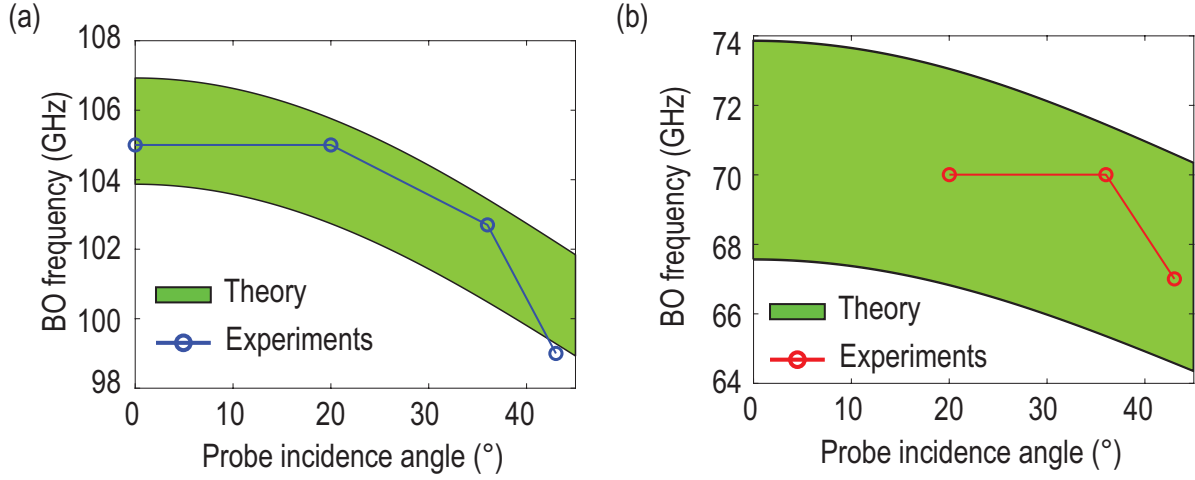 (a)
108
106
104
102
100
98
BO frequency (GHz)
Theory
Experiments
0 10 20 30 40
Probe incidence angle (°)
(b)
74
72
70
68
66
64
BO frequency (GHz)
Theory
Experiments
0 10 20 30 40
Probe incidence angle (°)